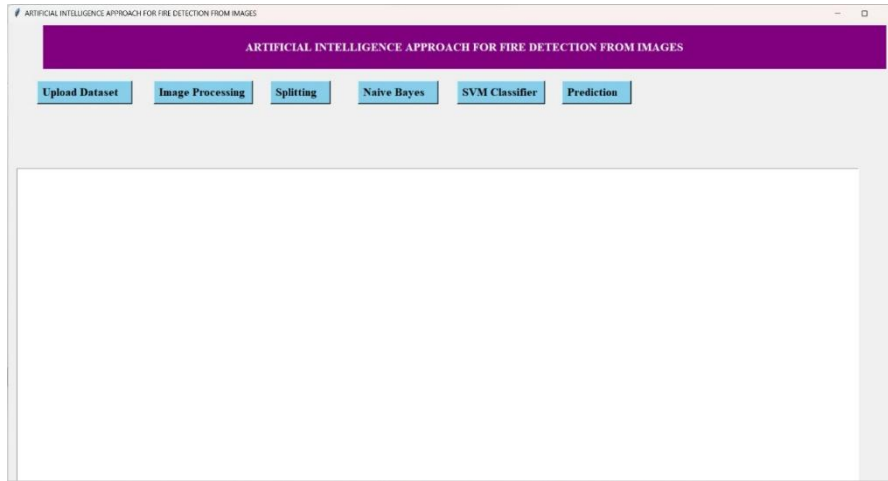 ARTIFICIAL INTELLIGENCE APPROACH FOR FIRE DETECTION FROM IMAGES
ARTIFICIAL INTELLIGENCE APPROACH FOR FIRE DETECTION FROM IMAGES
Upload Dataset Image Processing Splitting Naive Bayes SVM Classifier Prediction